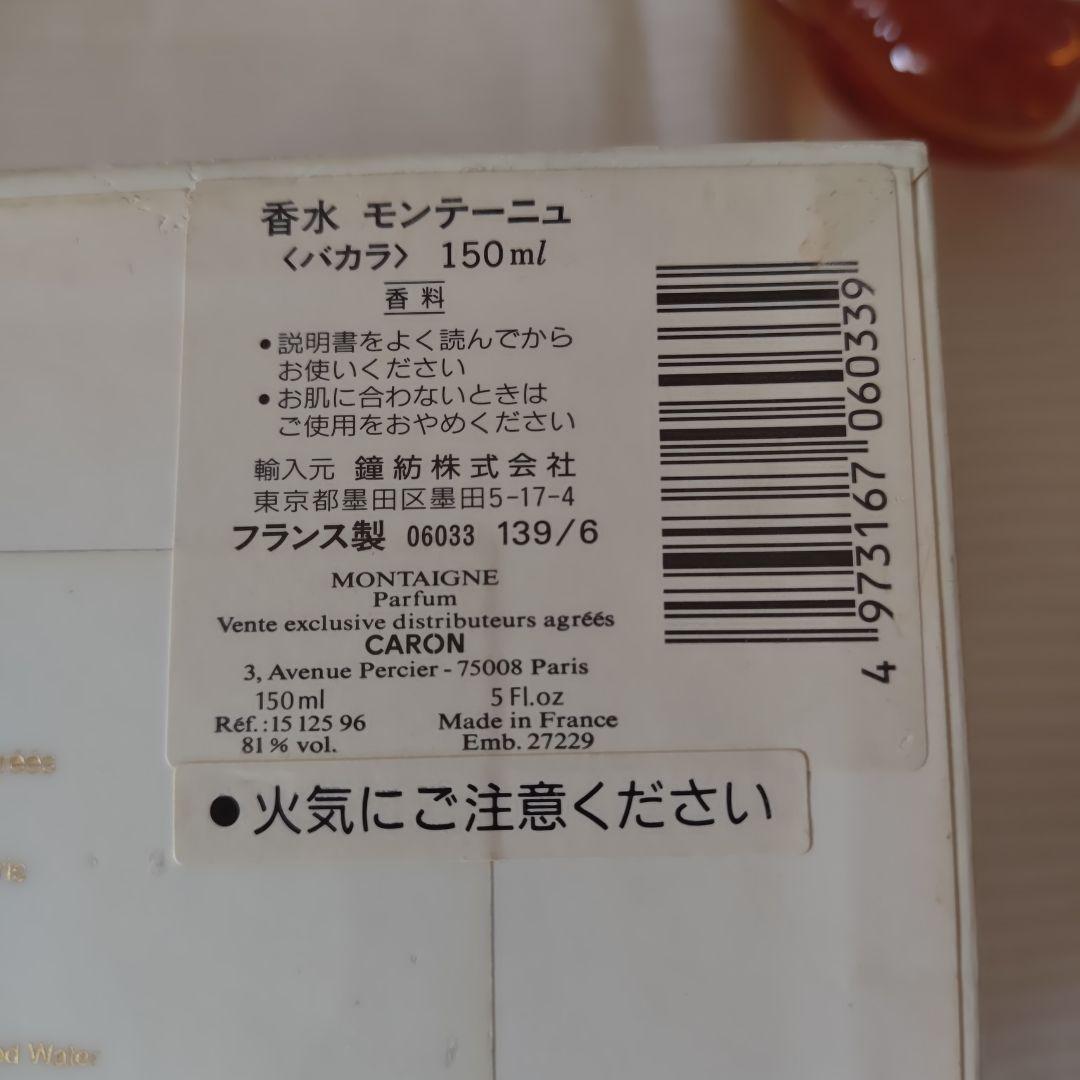 香水 モンテーニュ
〈バカラ〉 150ml
香料
●説明書をよく読んでから
お使いください
●お肌に合わないときは
ご使用をおやめください
輸入元 鐘紡株式会社
東京都墨田区墨田5-17-4
フランス製 06033 139/6
MONTAIGNE
Parfum
Vente exclusive distributeurs agréés
CARON
3, Avenue Percier - 75008 Paris
150ml 5 Fl.oz
Réf.:15 125 96 Made in France
81% vol. Emb. 27229
4 973167 060339
●火気にご注意ください
Water